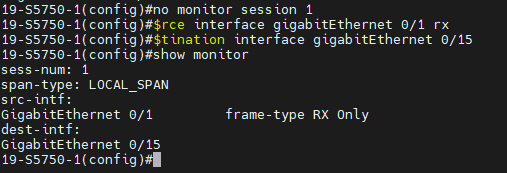 19-S5750-1(config)#no monitor session 1
19-S5750-1(config)#$rce interface gigabitEthernet 0/1 rx
19-S5750-1(config)#$tination interface gigabitEthernet 0/15
19-S5750-1(config)#show monitor
sess-num: 1
span-type: LOCAL_SPAN
src-intf:
GigabitEthernet 0/1         frame-type RX Only
dest-intf:
GigabitEthernet 0/15
19-S5750-1(config)#